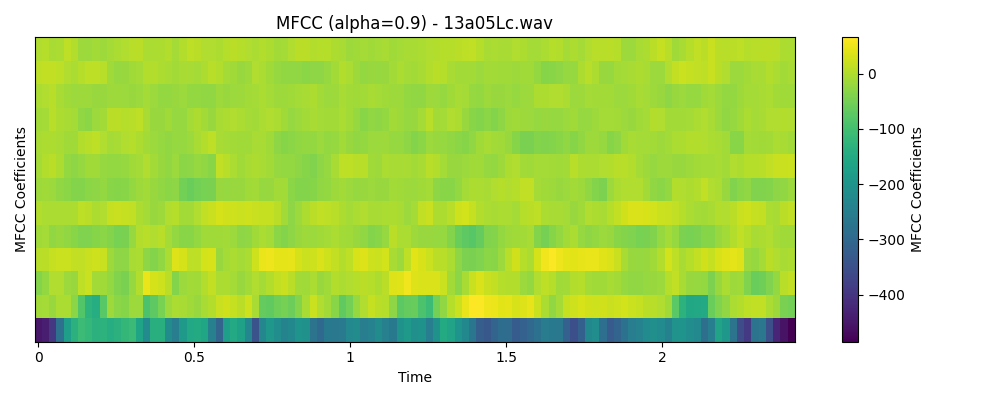 MFCC (alpha=0.9) - 13a05Lc.wav
MFCC Coefficients
0
0.5
1
1.5
2
Time
0
−100
−200
−300
−400
MFCC Coefficients